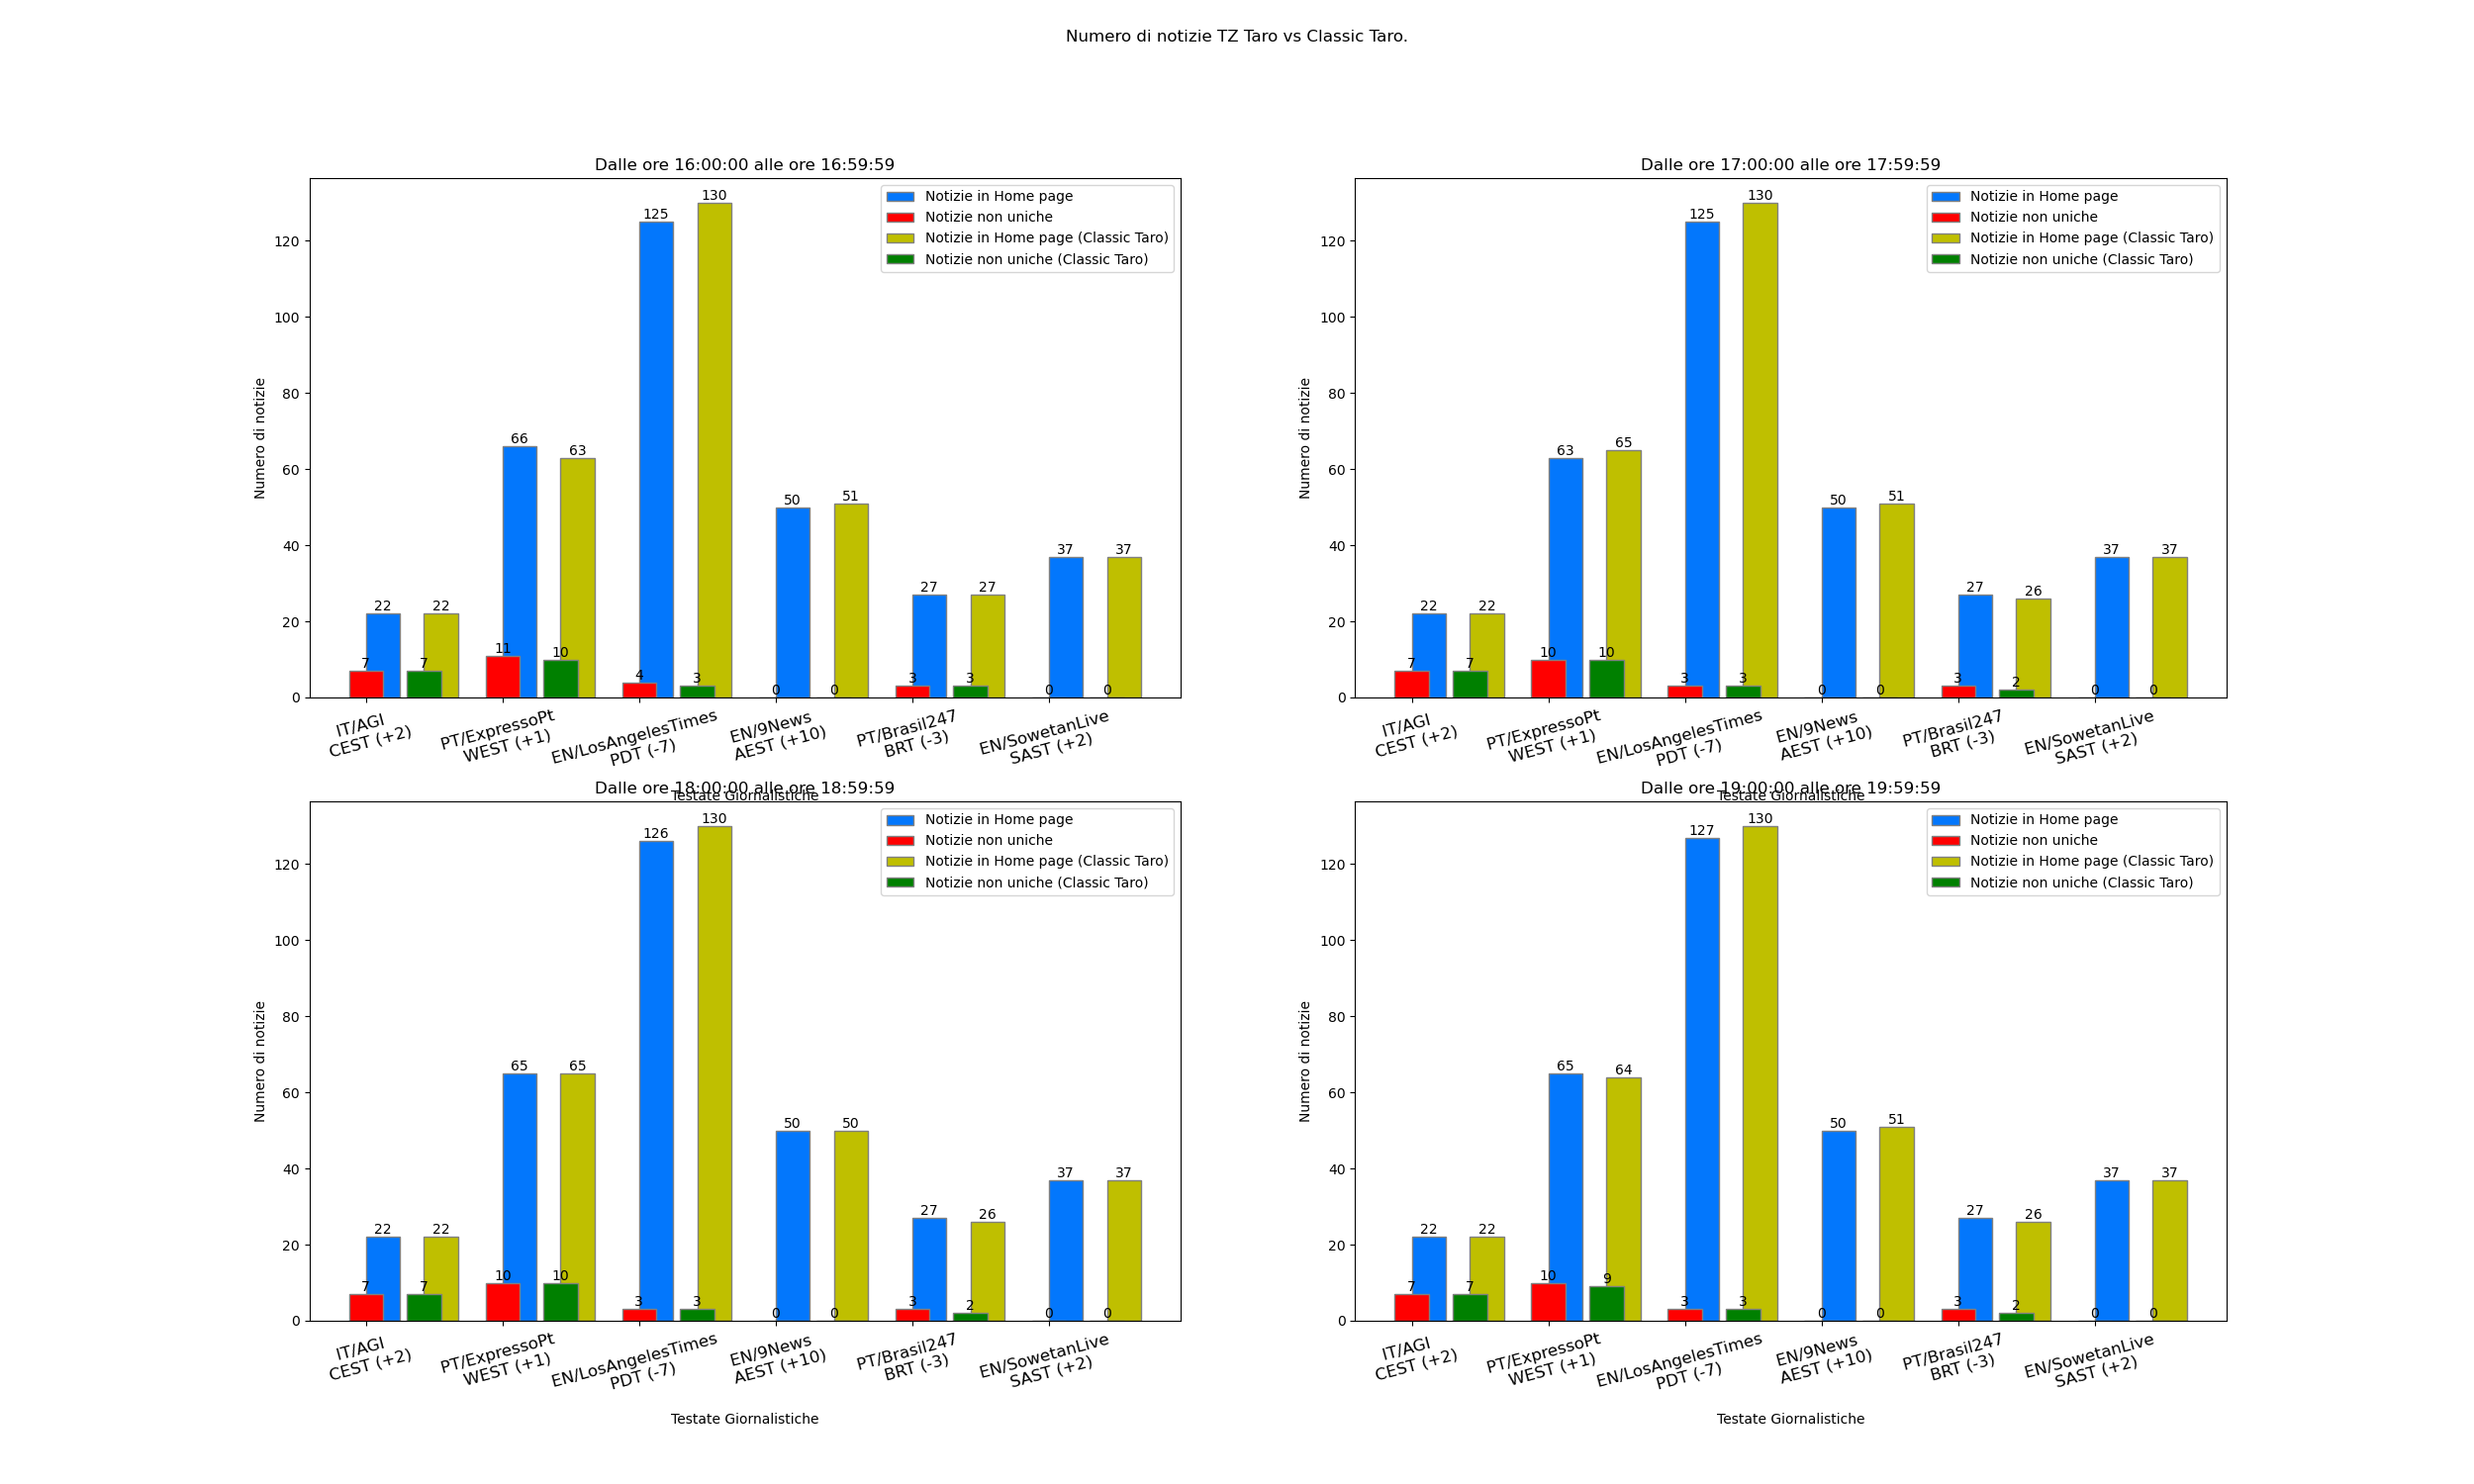 Numero di notizie TZ Taro vs Classic Taro.
Dalle ore 16:00:00 alle ore 16:59:59
Notizie in Home page
Notizie non uniche
Notizie in Home page (Classic Taro)
Notizie non uniche (Classic Taro)
Numero di notizie
120
100
80
60
40
20
0
22
22
66
63
125
130
50
51
27
27
37
37
7
7
11
10
4
3
0
0
3
3
0
0
IT/AGI
CEST (+2)
PT/ExpressoPt
WEST (+1)
EN/LosAngelesTimes
PDT (-7)
EN/9News
AEST (+10)
PT/Brasil247
BRT (-3)
EN/SowetanLive
SAST (+2)
Testate Giornalistiche
Dalle ore 17:00:00 alle ore 17:59:59
Notizie in Home page
Notizie non uniche
Notizie in Home page (Classic Taro)
Notizie non uniche (Classic Taro)
Numero di notizie
120
100
80
60
40
20
0
22
22
63
65
125
130
50
51
27
26
37
37
7
7
10
10
3
3
0
0
3
2
0
0
IT/AGI
CEST (+2)
PT/ExpressoPt
WEST (+1)
EN/LosAngelesTimes
PDT (-7)
EN/9News
AEST (+10)
PT/Brasil247
BRT (-3)
EN/SowetanLive
SAST (+2)
Testate Giornalistiche
Dalle ore 18:00:00 alle ore 18:59:59
Notizie in Home page
Notizie non uniche
Notizie in Home page (Classic Taro)
Notizie non uniche (Classic Taro)
Numero di notizie
120
100
80
60
40
20
0
22
22
65
65
126
130
50
50
27
26
37
37
7
7
10
10
3
3
0
0
3
2
0
0
IT/AGI
CEST (+2)
PT/ExpressoPt
WEST (+1)
EN/LosAngelesTimes
PDT (-7)
EN/9News
AEST (+10)
PT/Brasil247
BRT (-3)
EN/SowetanLive
SAST (+2)
Testate Giornalistiche
Dalle ore 19:00:00 alle ore 19:59:59
Notizie in Home page
Notizie non uniche
Notizie in Home page (Classic Taro)
Notizie non uniche (Classic Taro)
Numero di notizie
120
100
80
60
40
20
0
22
22
65
64
127
130
50
51
27
26
37
37
7
7
10
9
3
3
0
0
3
2
0
0
IT/AGI
CEST (+2)
PT/ExpressoPt
WEST (+1)
EN/LosAngelesTimes
PDT (-7)
EN/9News
AEST (+10)
PT/Brasil247
BRT (-3)
EN/SowetanLive
SAST (+2)
Testate Giornalistiche